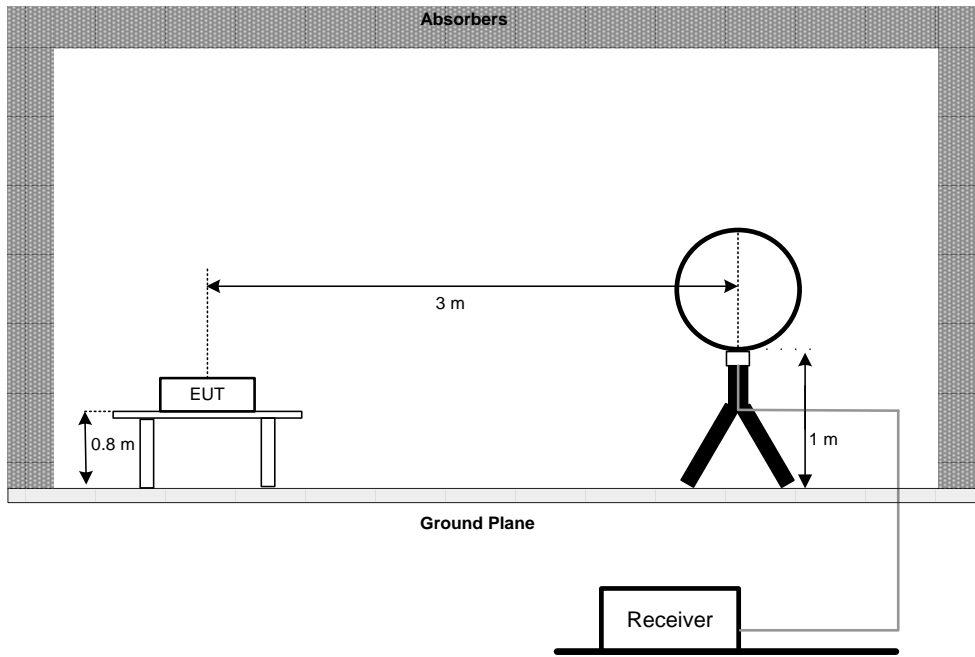 Absorbers
3 m
EUT
0.8 m
1 m
Ground Plane
Receiver